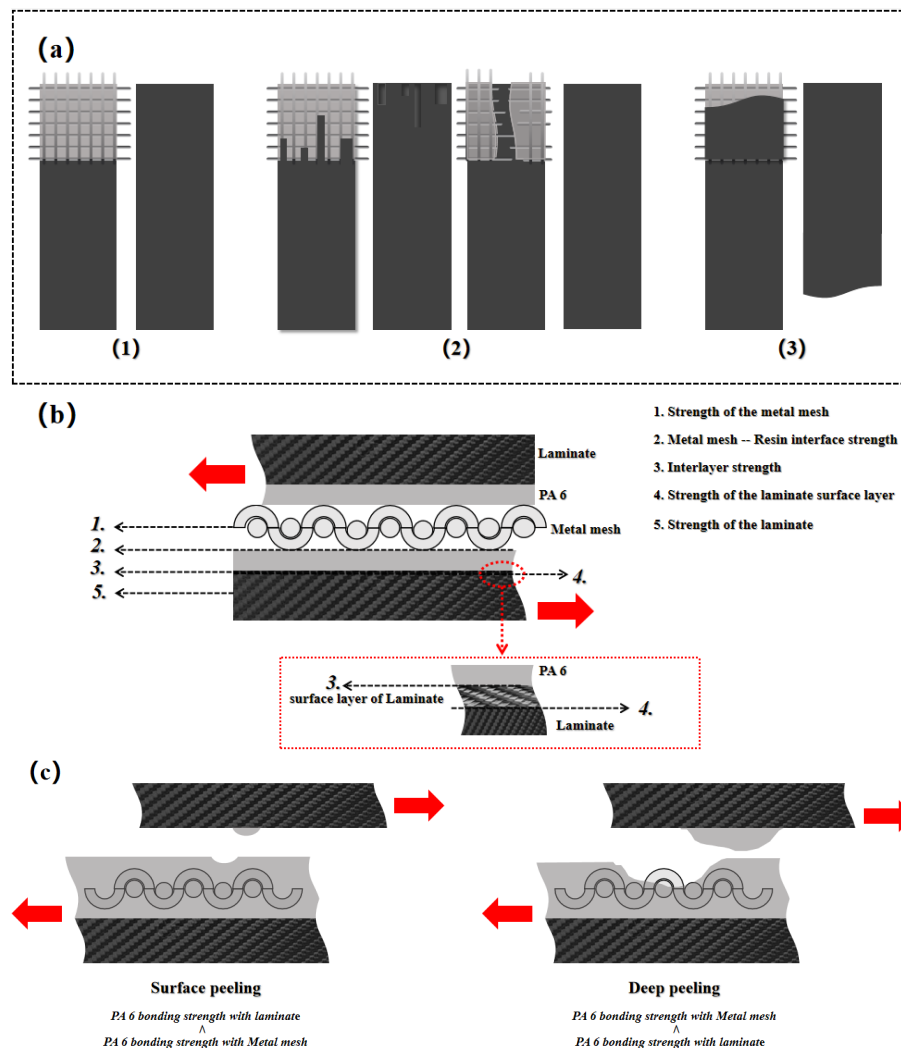 (a)
(1)
(2)
(3)
(b)
1. Strength of the metal mesh
2. Metal mesh -- Resin interface strength
3. Interlayer strength
4. Strength of the laminate surface layer
5. Strength of the laminate
Laminate
PA 6
Metal mesh
1.
2.
3.
4.
5.
PA 6
3.
surface layer of Laminate
4.
Laminate
(c)
Surface peeling
PA 6 bonding strength with laminate
^
PA 6 bonding strength with Metal mesh
Deep peeling
PA 6 bonding strength with Metal mesh
^
PA 6 bonding strength with laminate